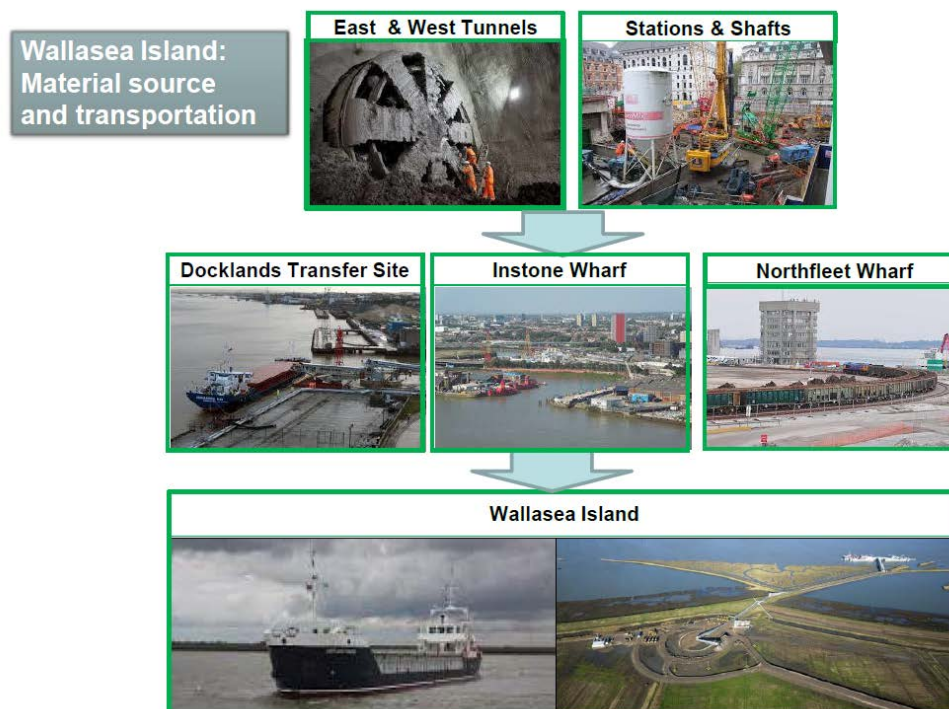 Wallasea Island:
Material source
and transportation
East & West Tunnels
Stations & Shafts
Docklands Transfer Site
Instone Wharf
Northfleet Wharf
Wallasea Island